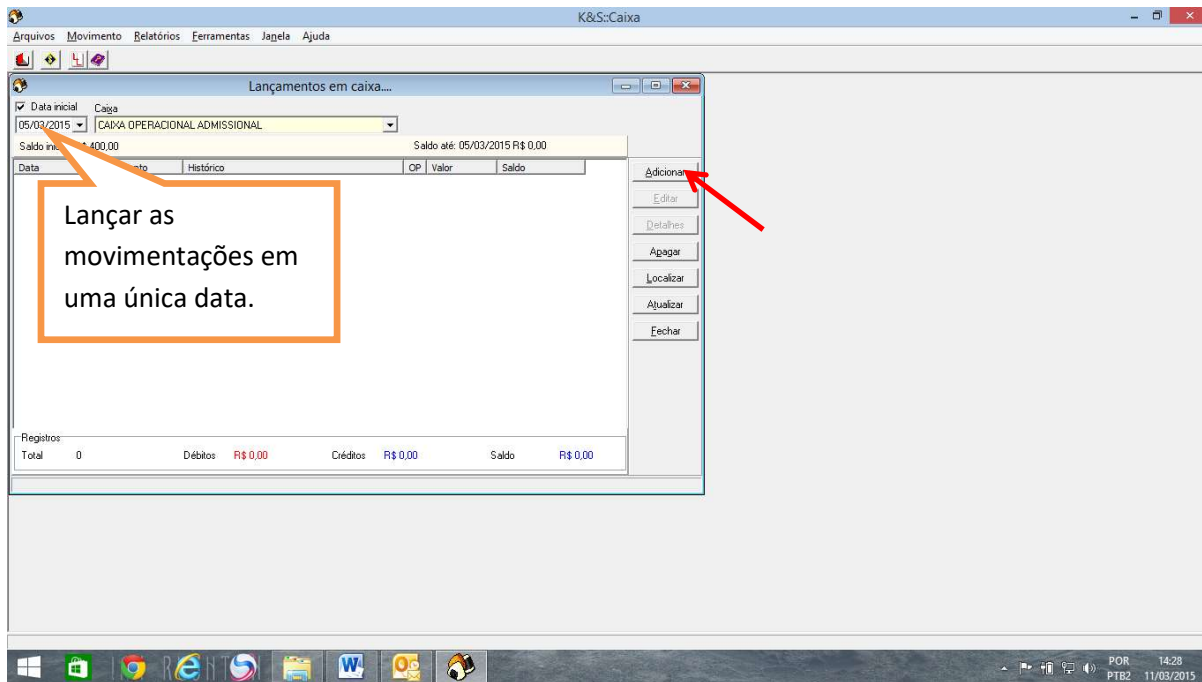 K&S::Caixa
Arquivos Movimento Relatórios Ferramentas Janela Ajuda
Lançamentos em caixa....
Data inicial Caixa
05/03/2015 CAIXA OPERACIONAL ADMISSIONAL
Saldo 400,00 Saldo até: 05/03/2015 R$ 0,00
Data Histórico OP Valor Saldo
Adicionar
Editar
Detalhes
Apagar
Localizar
Atualizar
Fechar
Lançar as
movimentações em
uma única data.
Registros
Total 0 Débitos R$ 0,00 Créditos R$ 0,00 Saldo R$ 0,00
POR 14:28
PTB2 11/03/2015